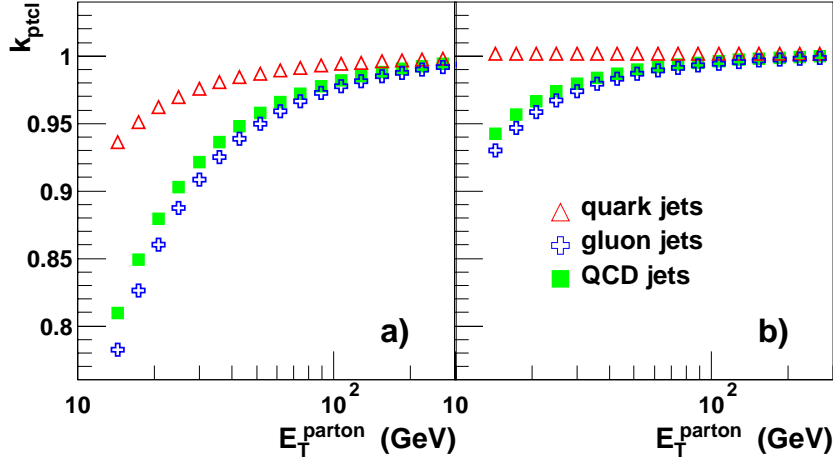 k_ptcl
1
0.95
0.9
0.85
0.8
quark jets
gluon jets
QCD jets
a)
b)
10
10^2
10
10^2
E_T^parton (GeV)
E_T^parton (GeV)